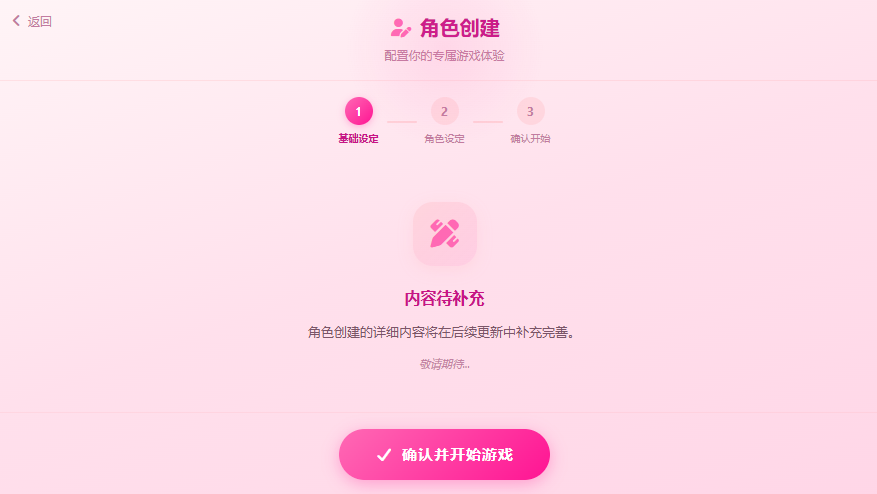 返回
角色创建
配置你的专属游戏体验
1
2
3
基础设定
角色设定
确认开始
内容待补充
角色创建的详细内容将在后续更新中补充完善。
敬请期待...
确认并开始游戏